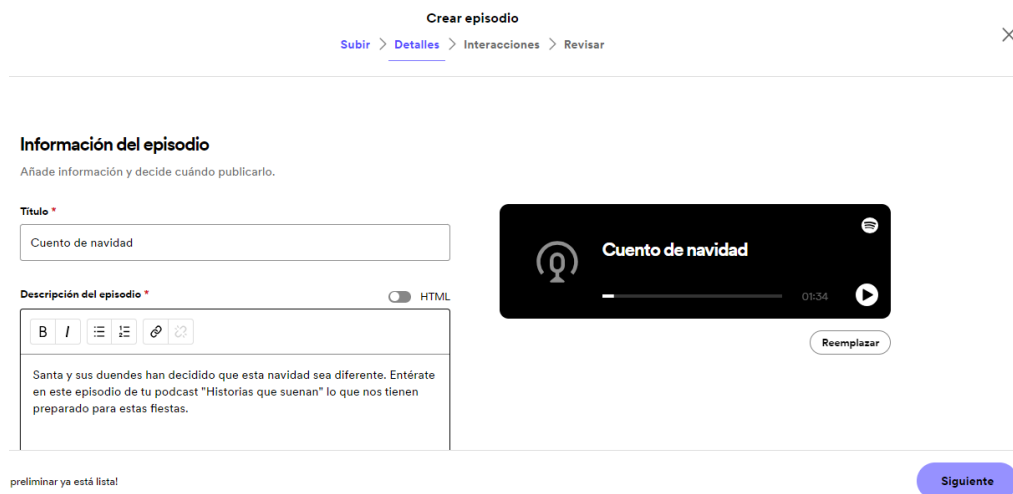 Crear episodio
Subir > Detalles > Interacciones > Revisar
Información del episodio
Añade información y decide cuándo publicarlo.
Título *
Cuento de navidad
Descripción del episodio *
HTML
B I
Santa y sus duendes han decidido que esta navidad sea diferente. Entérate
en este episodio de tu podcast "Historias que suenan" lo que nos tienen
preparado para estas fiestas.
Cuento de navidad
01:34
Reemplazar
preliminar ya está lista!
Siguiente